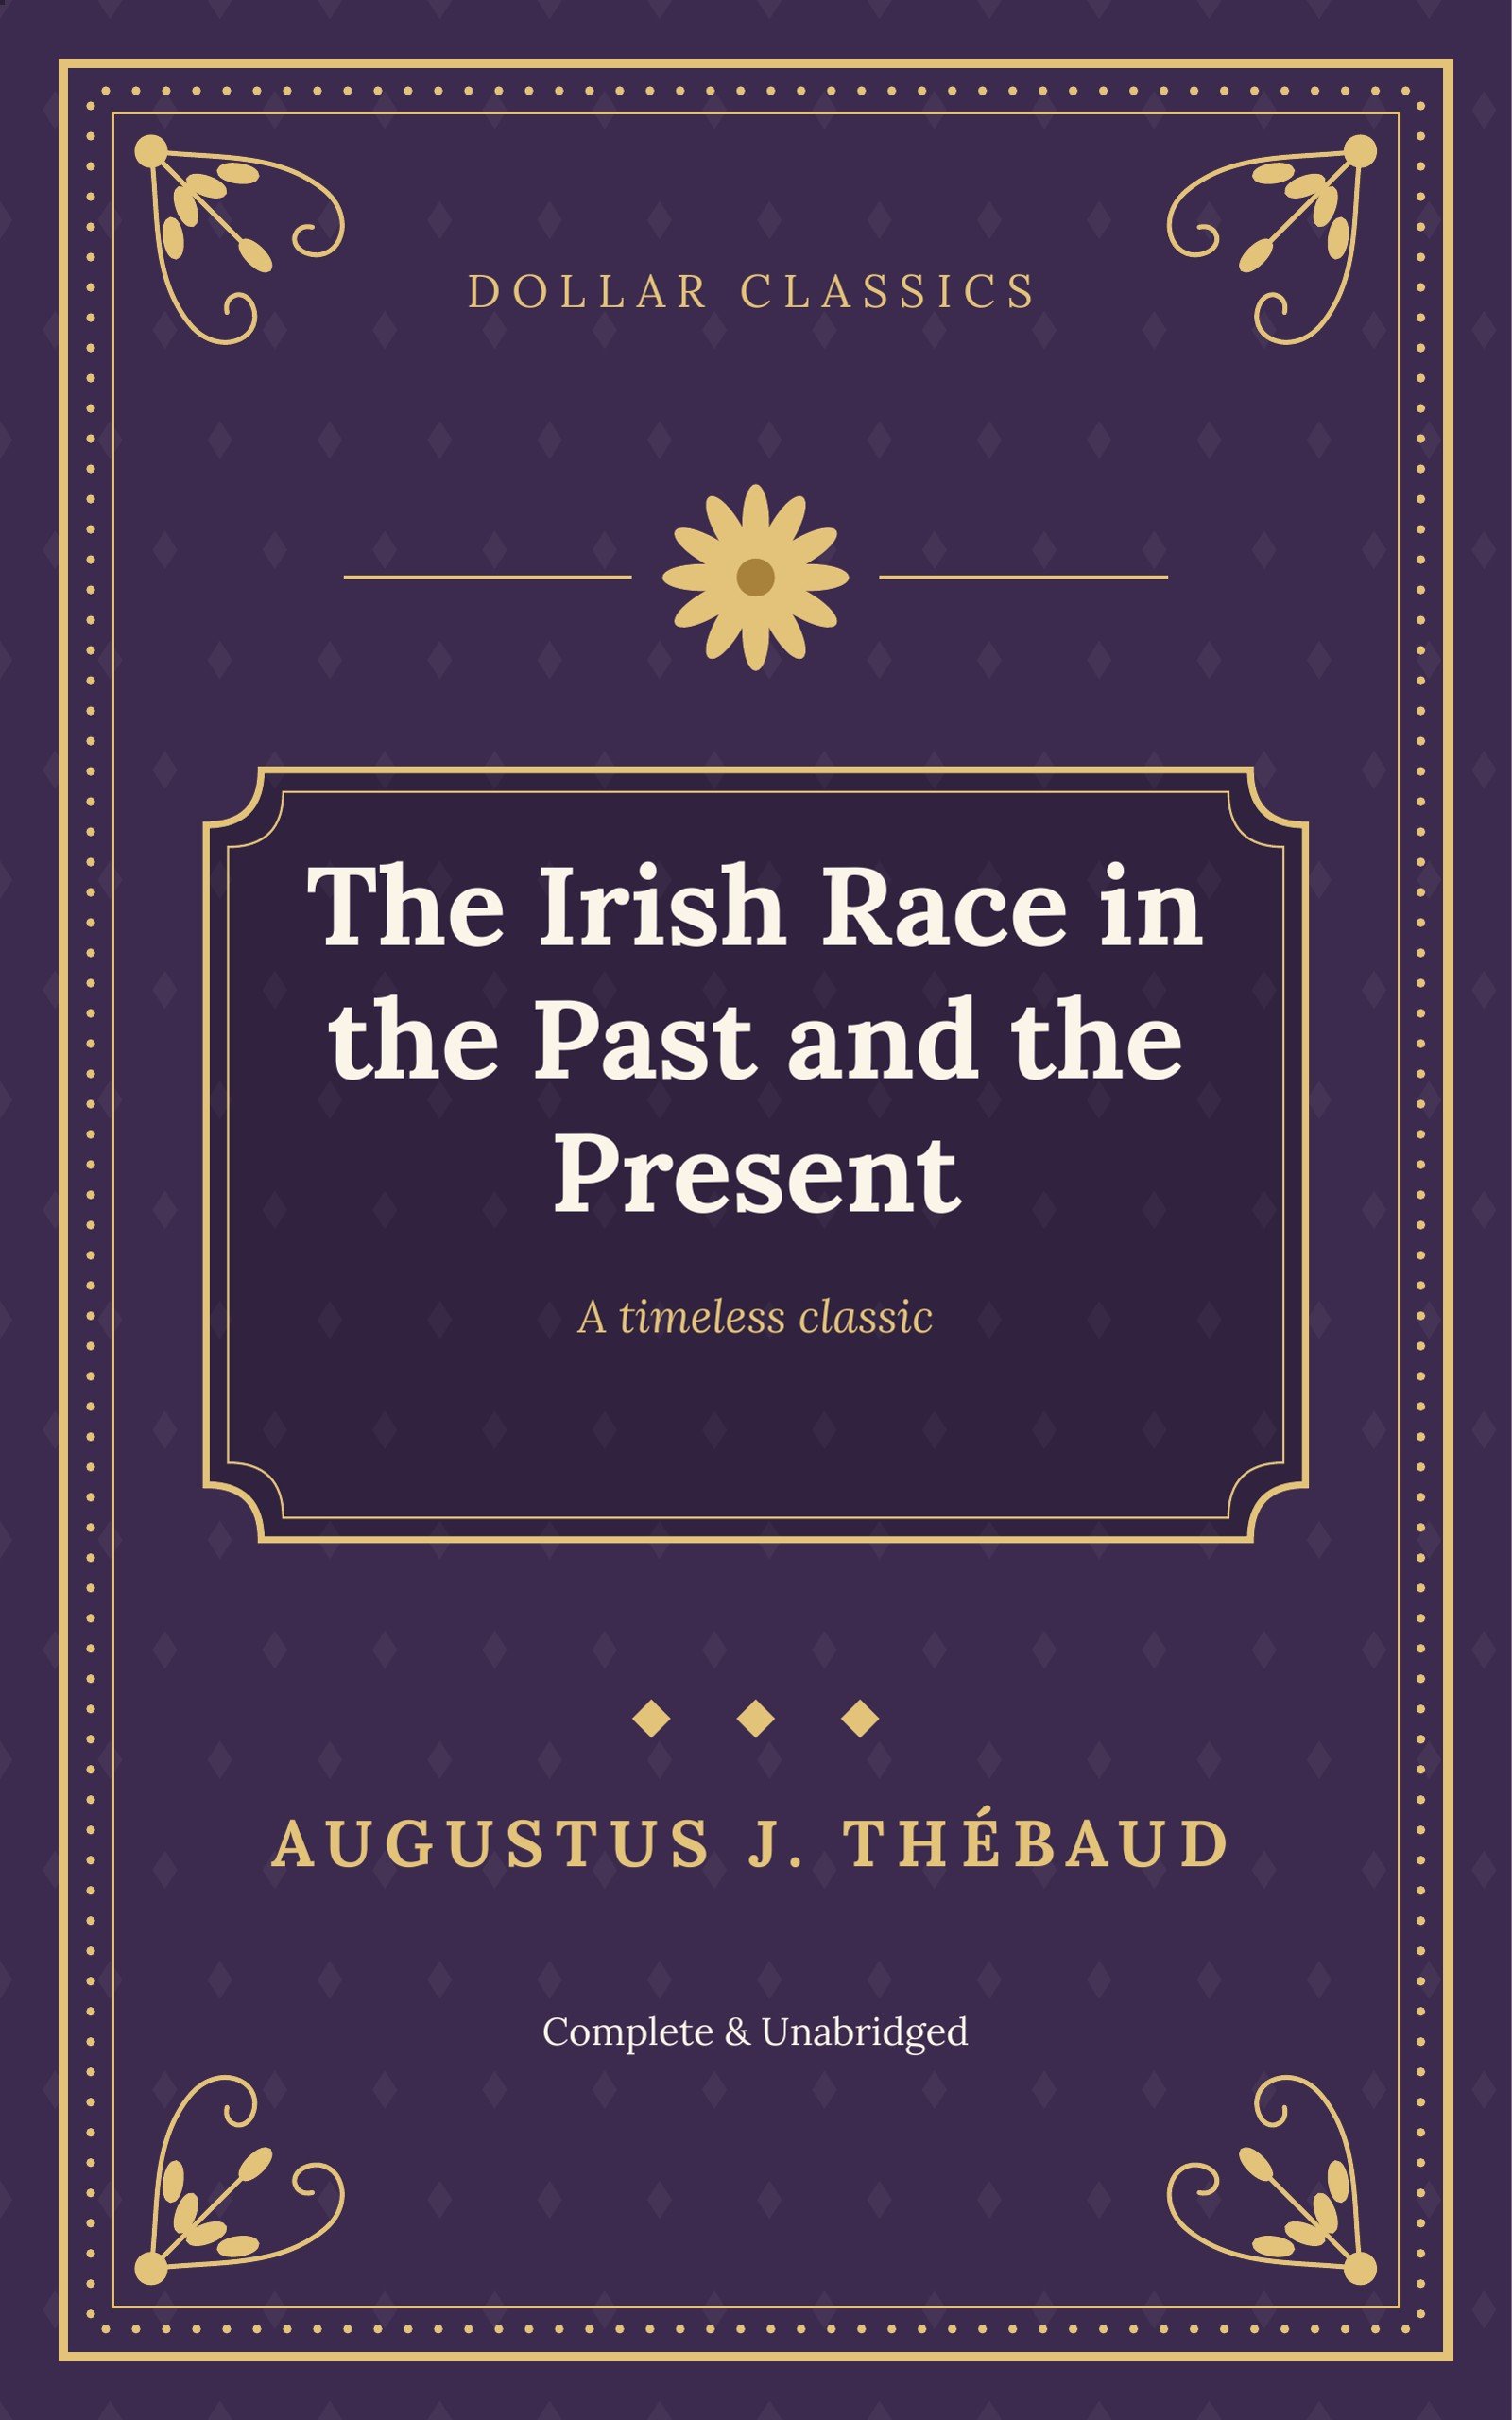 DOLLAR CLASSICS
The Irish Race in
the Past and the
Present
A timeless classic
AUGUSTUS J. THÉBAUD
Complete & Unabridged